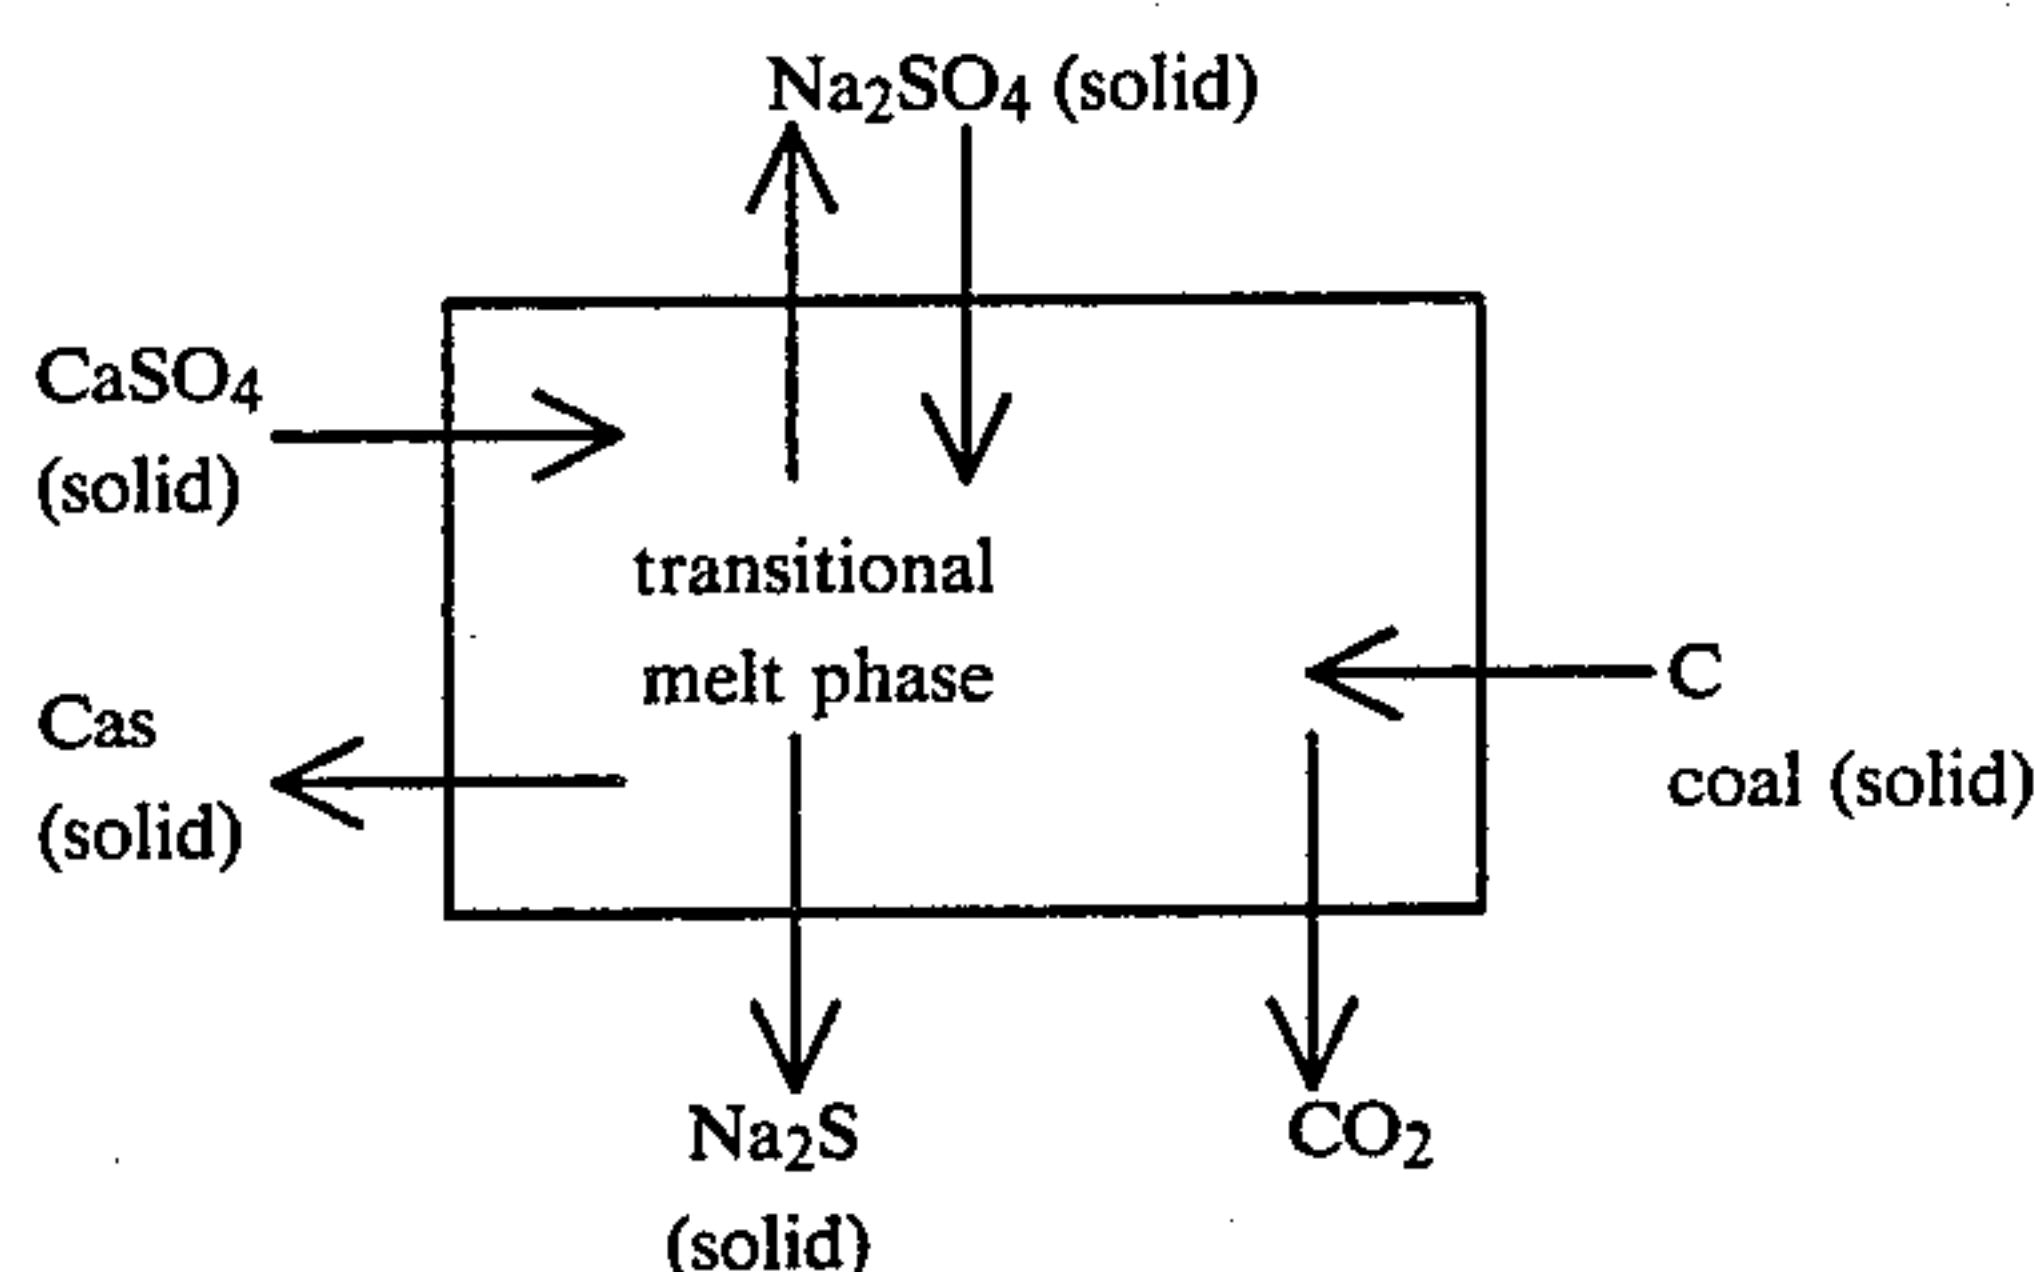 Na₂SO₄ (solid)
CaSO₄
(solid)
transitional
melt phase
C
coal (solid)
Cas
(solid)
Na₂S
(solid)
CO₂